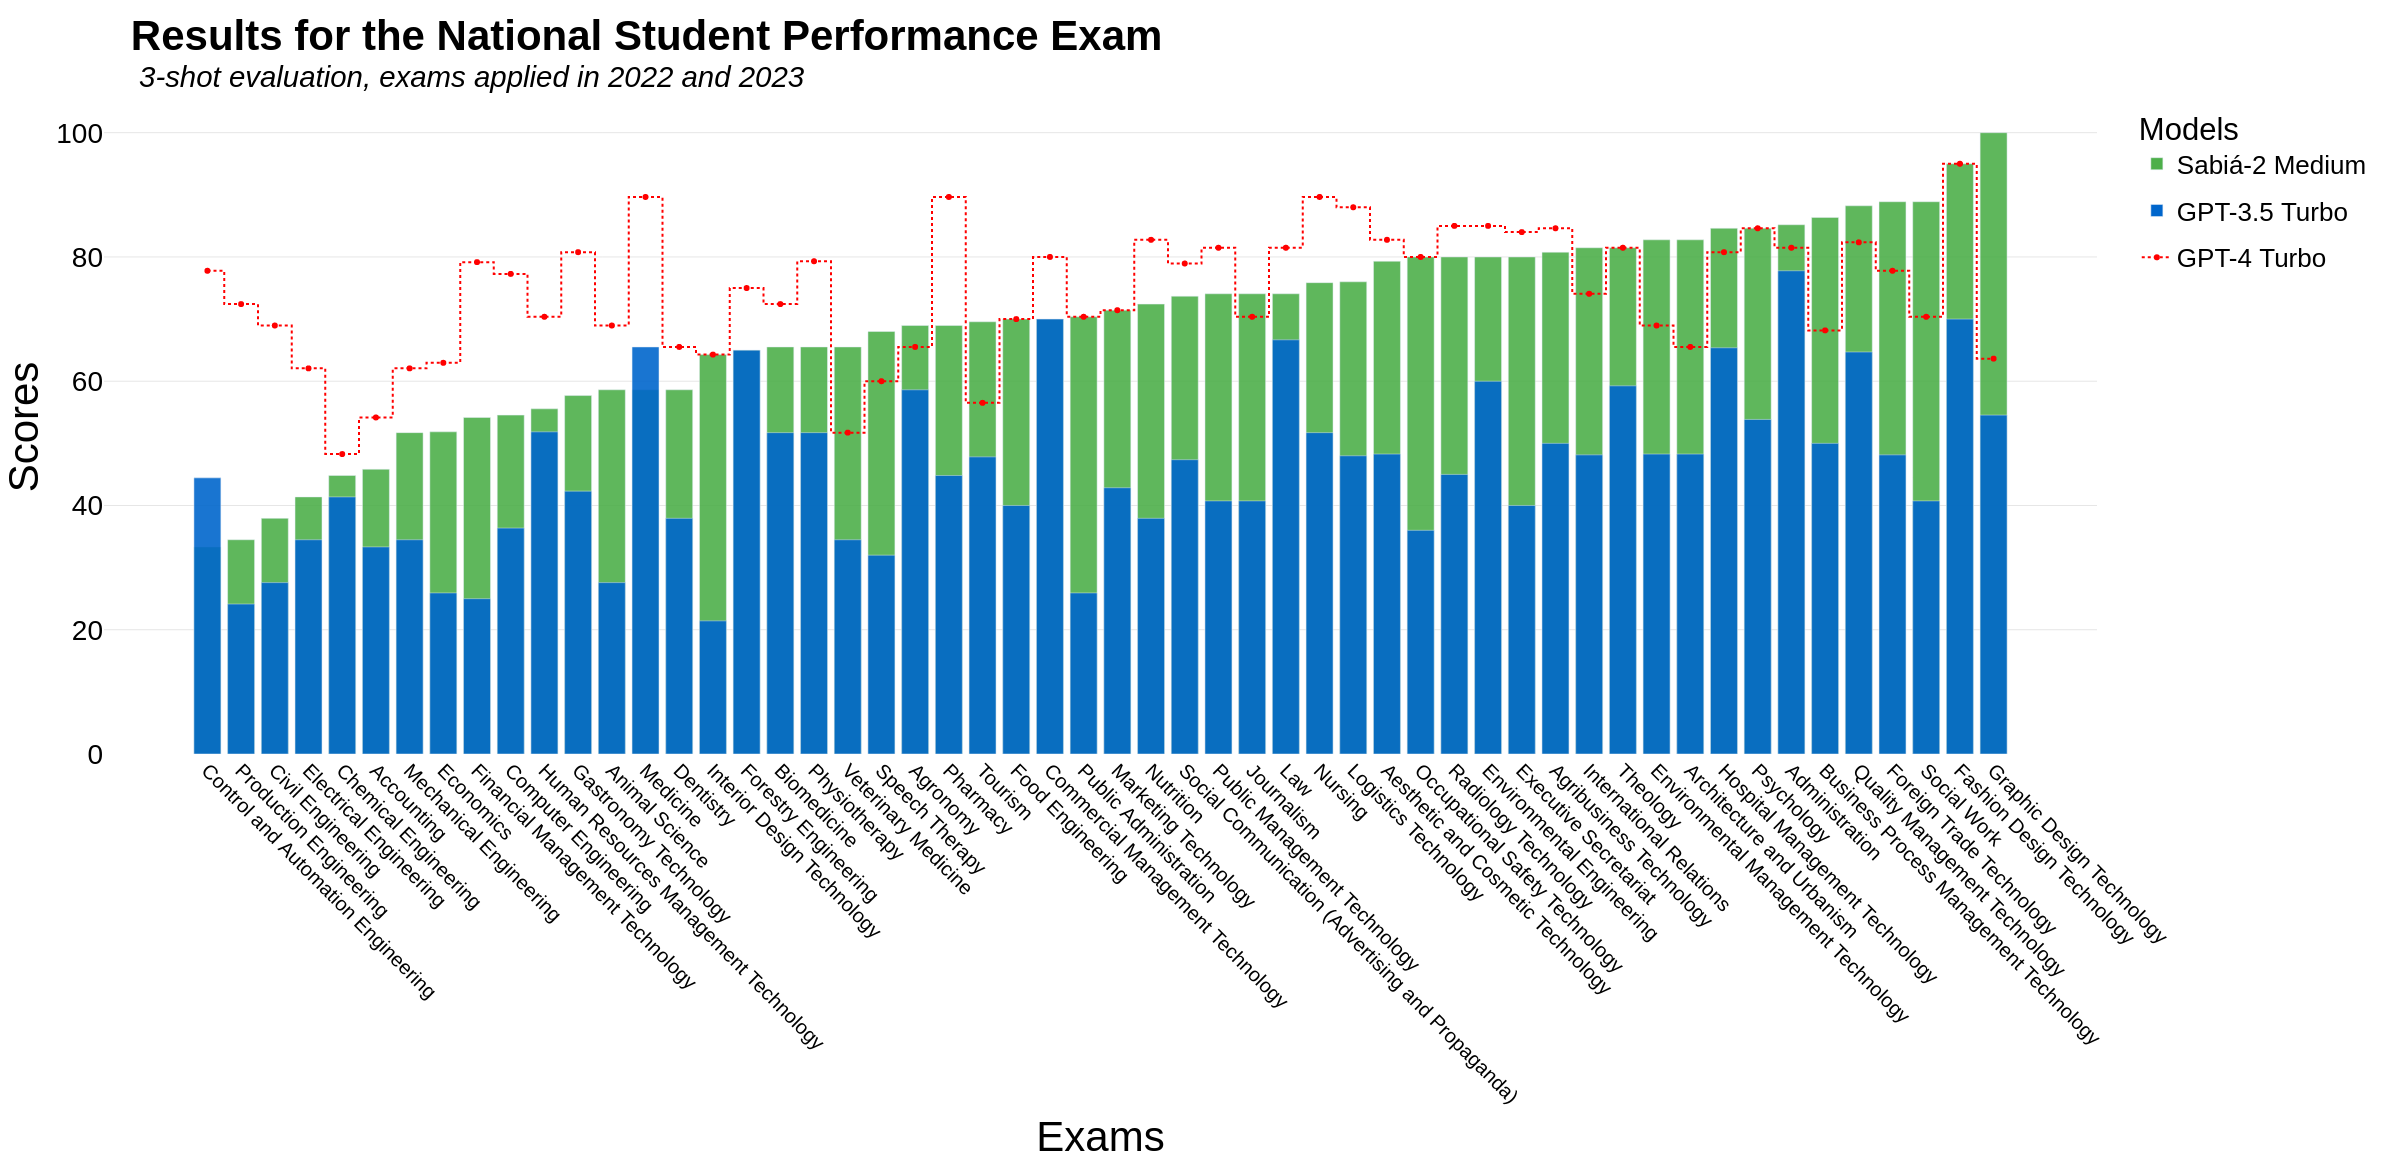 Results for the National Student Performance Exam
3-shot evaluation, exams applied in 2022 and 2023
Models
Sabiá-2 Medium
GPT-3.5 Turbo
GPT-4 Turbo
Scores
100
80
60
40
20
0
Control and Automation Engineering
Production Engineering
Civil Engineering
Electrical Engineering
Chemical Engineering
Accounting
Mechanical Engineering
Economics
Financial Management Technology
Computer Engineering
Human Resources Management Technology
Gastronomy Technology
Animal Science
Medicine
Dentistry
Interior Design Technology
Forestry Engineering
Biomedicine
Physiotherapy
Veterinary Medicine
Speech Therapy
Agronomy
Pharmacy
Tourism
Food Engineering
Commercial Management Technology
Public Administration
Marketing Technology
Nutrition
Social Communication (Advertising and Propaganda)
Public Management Technology
Journalism
Law
Nursing
Logistics Technology
Aesthetic and Cosmetic Technology
Occupational Safety Technology
Radiology Technology
Environmental Engineering
Executive Secretariat
Agribusiness Technology
International Relations
Theology
Environmental Management Technology
Architecture and Urbanism
Hospital Management Technology
Psychology
Administration
Business Process Management Technology
Quality Management Technology
Foreign Trade Technology
Social Work
Fashion Design Technology
Graphic Design Technology
Exams